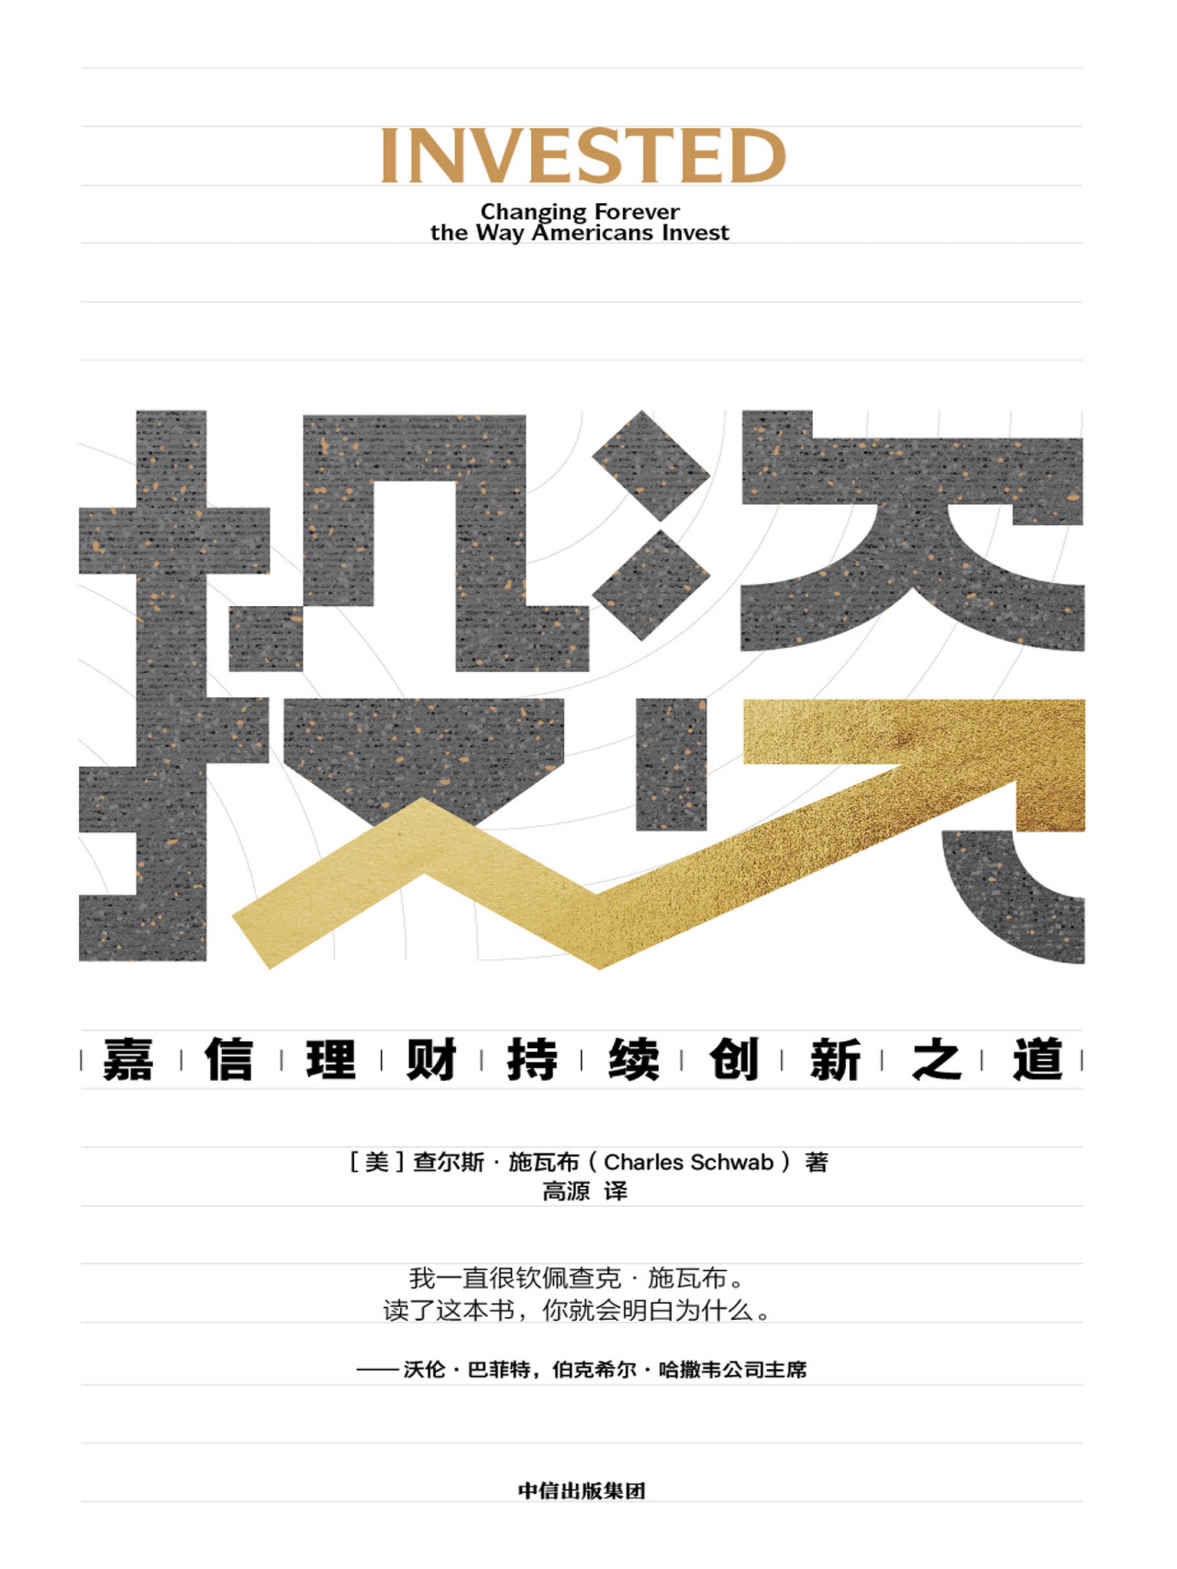 INVESTED
Changing Forever
the Way Americans Invest
投资
嘉信理财持续创新之道
［美］查尔斯·施瓦布（Charles Schwab） 著
高源 译
我一直很钦佩查克·施瓦布。
读了这本书，你就会明白为什么。
——沃伦·巴菲特，伯克希尔·哈撒韦公司主席
中信出版集团